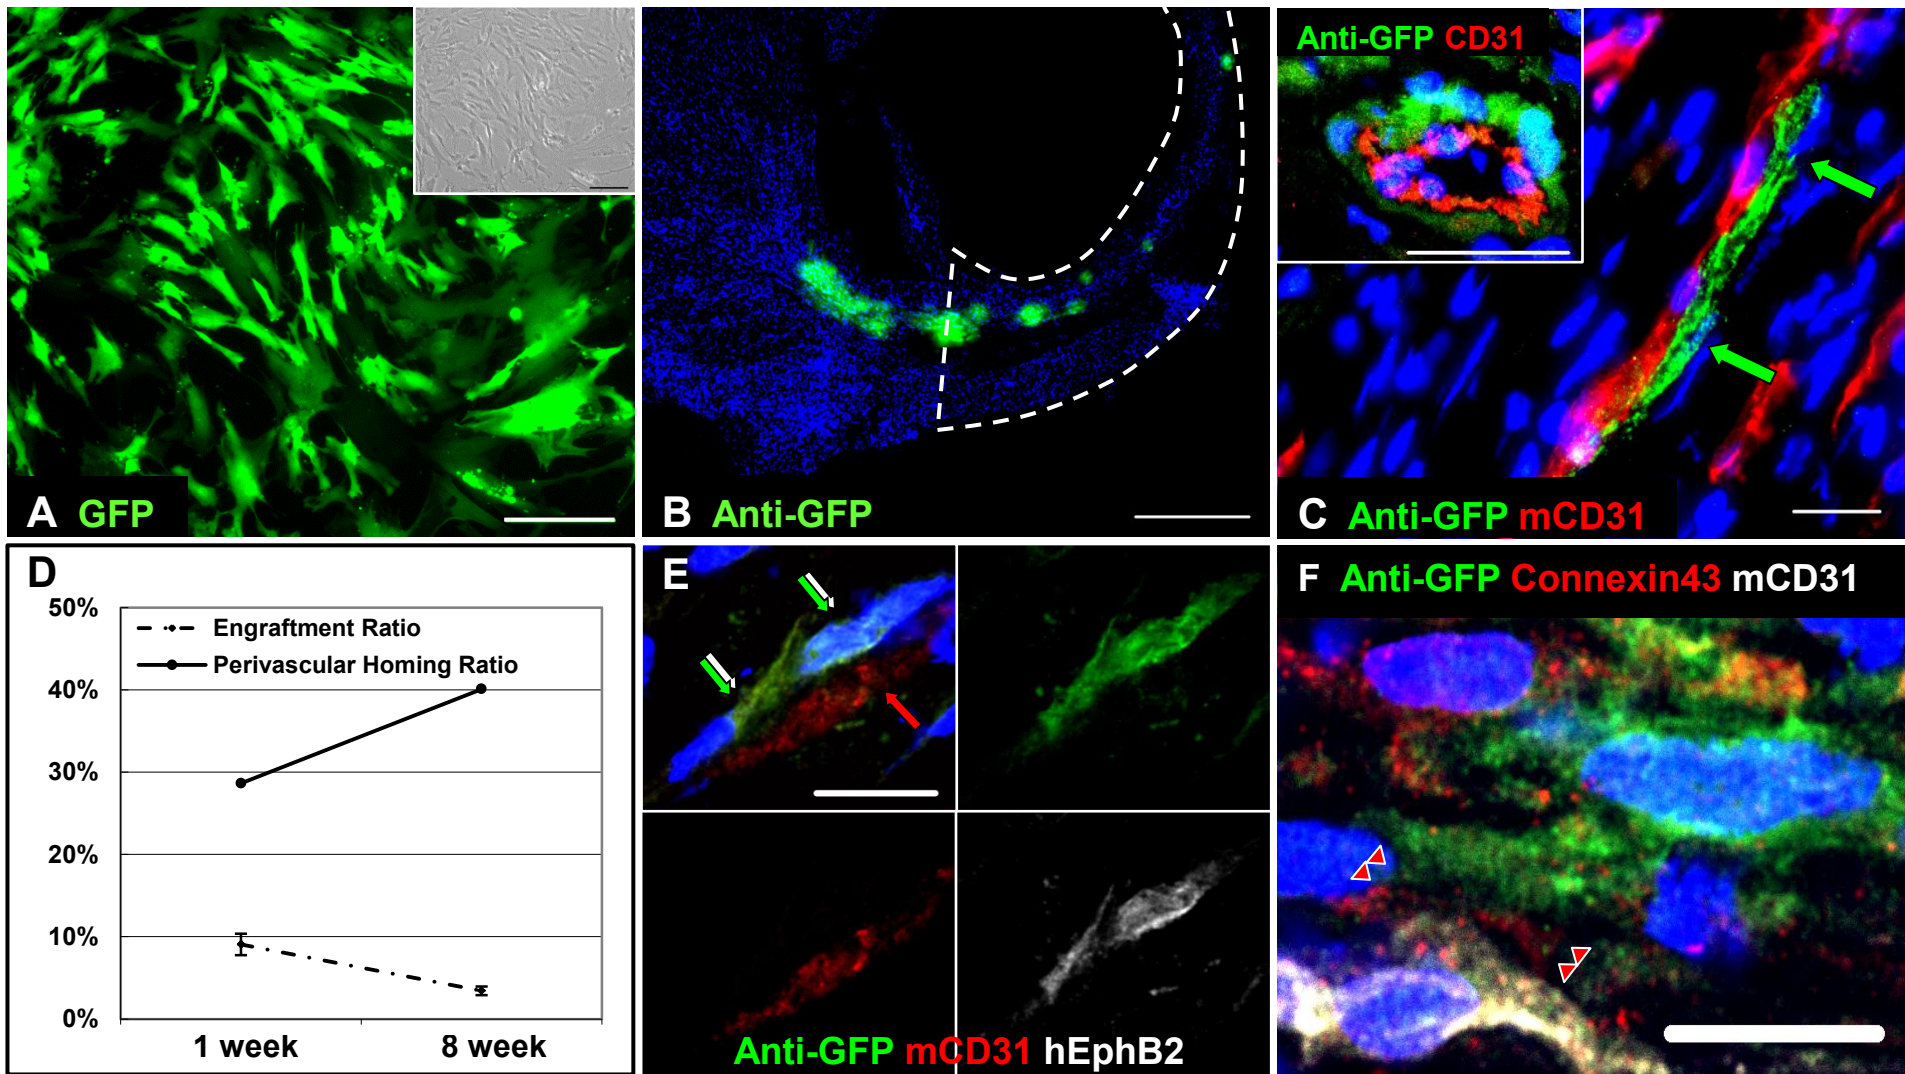 A GFP
B Anti-GFP
Anti-GFP CD31
C Anti-GFP mCD31
D
50%
40%
30%
20%
10%
0%
Engraftment Ratio
Perivascular Homing Ratio
1 week 8 week
E
Anti-GFP mCD31 hEphB2
F Anti-GFP Connexin43 mCD31